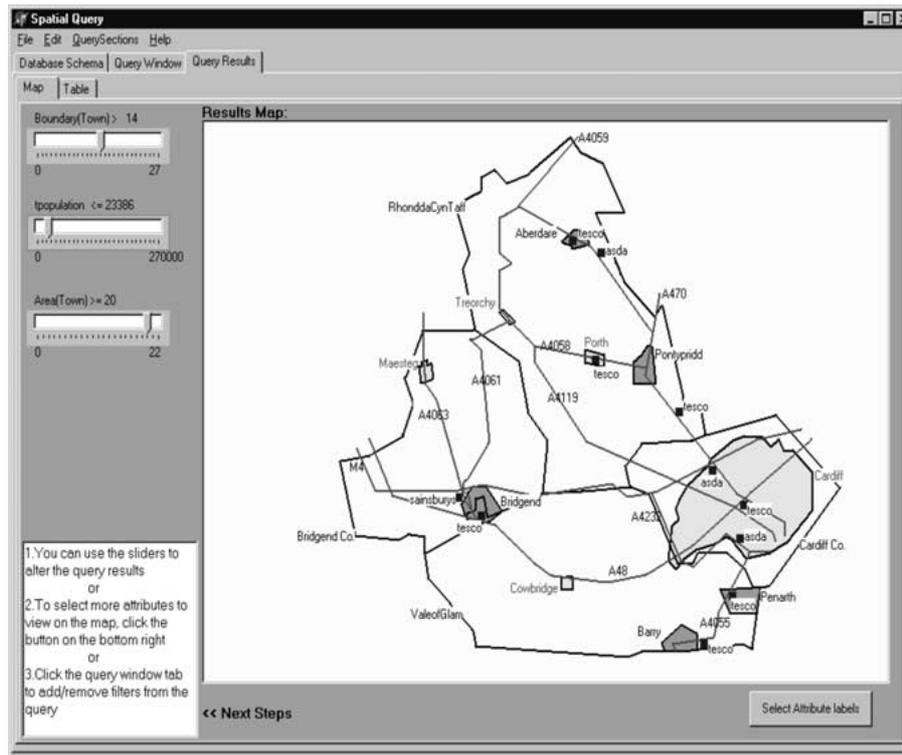 Spatial Query
File Edit QuerySections Help
Database Schema Query Window Query Results
Map Table
Boundary(Town) > 14
0 27
tpopulation <= 23386
0 270000
Area(Town) >= 20
0 22
Results Map:
A4059
RhonddaCynTaff
Aberdare
tesco
asda
A470
Treorchy
A4058
Porth
Pontypridd
tesco
Maesteg
A4061
A4119
tesco
A4063
M4
asda
Cardiff
sainsburys
Bridgend
tesco
tesco
A4232
asda
Bridgend Co.
Cardiff Co.
A48
Cowbridge
Penarth
tesco
ValeofGlam
A4055
Barry
tesco
1.You can use the sliders to
alter the query results
or
2.To select more attributes to
view on the map, click the
button on the bottom right
or
3.Click the query window tab
to add/remove filters from the
query
<< Next Steps
Select Attribute labels